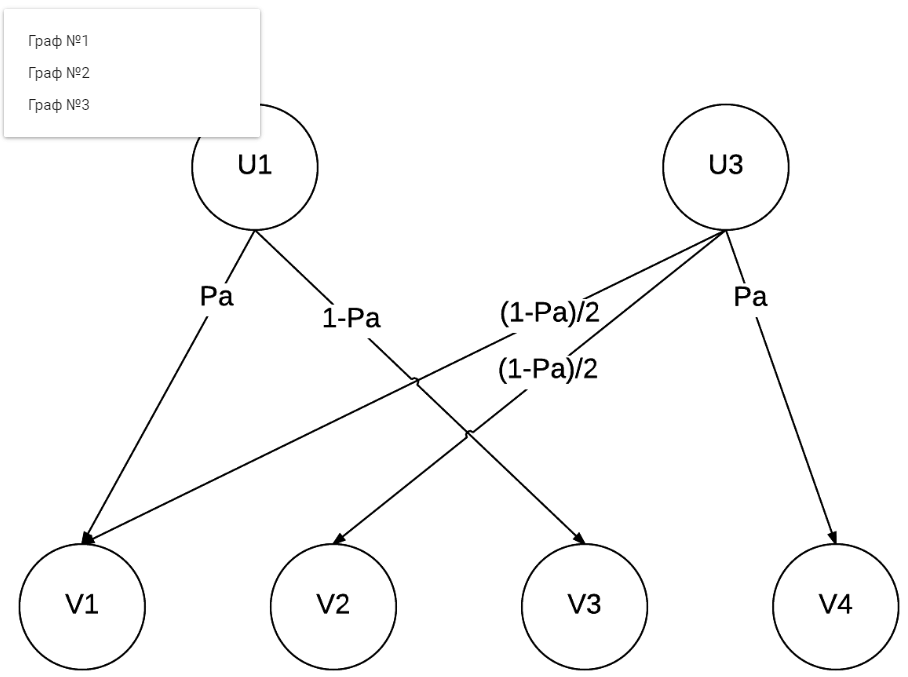 Граф №1
Граф №2
Граф №3
U1
U3
Pa
1-Pa
(1-Pa)/2
(1-Pa)/2
Pa
V1
V2
V3
V4